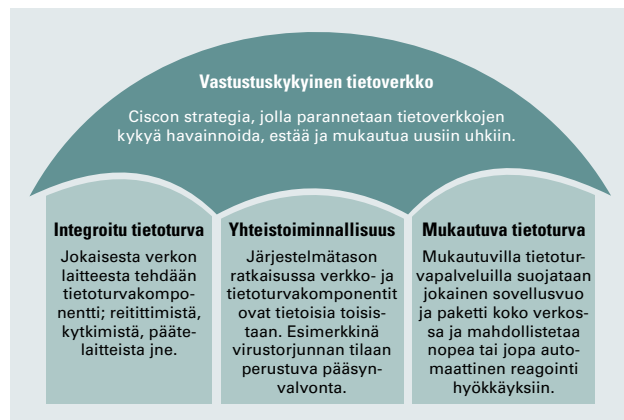 Vastustuskykyinen tietoverkko
Ciscon strategia, jolla parannetaan tietoverkkojen
kykyä havainnoida, estää ja mukautua uusiin uhkiin.
Integroitu tietoturva
Jokaisesta verkon
laitteesta tehdään
tietoturvakompo-
nentti; reitittimistä,
kytkimistä, pääte-
laitteista jne.
Yhteistoiminnallisuus
Järjestelmätason
ratkaisussa verkko- ja
tietoturvakomponentit
ovat tietoisia toisis-
taan. Esimerkkinä
virustorjunnan tilaan
perustuva pääsyn-
valvonta.
Mukautuva tietoturva
Mukautuvilla tietotur-
vapalveluilla suojataan
jokainen sovellusvuo
ja paketti koko verkos-
sa ja mahdollistetaa
nopea tai jopa auto-
maattinen reagointi
hyökkäyksiin.